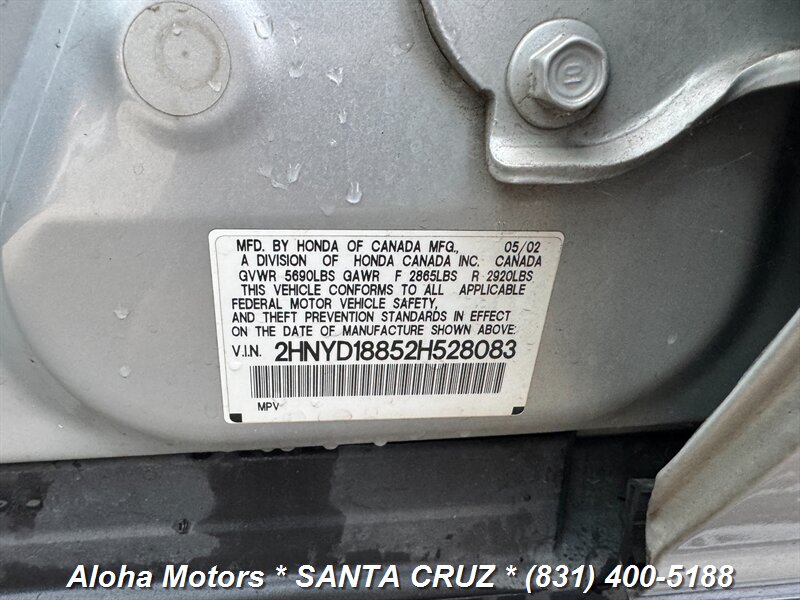 10
MFD. BY HONDA OF CANADA MFG., 05/02
A DIVISION OF HONDA CANADA INC. CANADA
GVWR 5690LBS GAWR F 2865LBS R 2920LBS
THIS VEHICLE CONFORMS TO ALL APPLICABLE
FEDERAL MOTOR VEHICLE SAFETY,
AND THEFT PREVENTION STANDARDS IN EFFECT
ON THE DATE OF MANUFACTURE SHOWN ABOVE:
V.I.N. 2HNYD18852H528083
MPV
Aloha Motors * SANTA CRUZ * (831) 400-5188